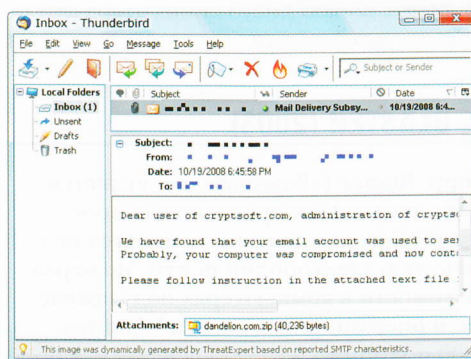 Inbox - Thunderbird
File Edit View Go Message Tools Help
Subject or Sender
Local Folders
Inbox (1)
Unsent
Drafts
Trash
Subject Sender Date
Mail Delivery Subsy... 10/19/2008 6:4...
Subject:
From:
Date: 10/19/2008 6:45:58 PM
To:
Dear user of cryptsoft.com, administration of crypts
We have found that your email account was used to se
Probably, your computer was compromised and now cont
Please follow instruction in the attached text file
Attachments: dandelion.com.zip (40,236 bytes)
This image was dynamically generated by ThreatExpert based on reported SMTP characteristics.